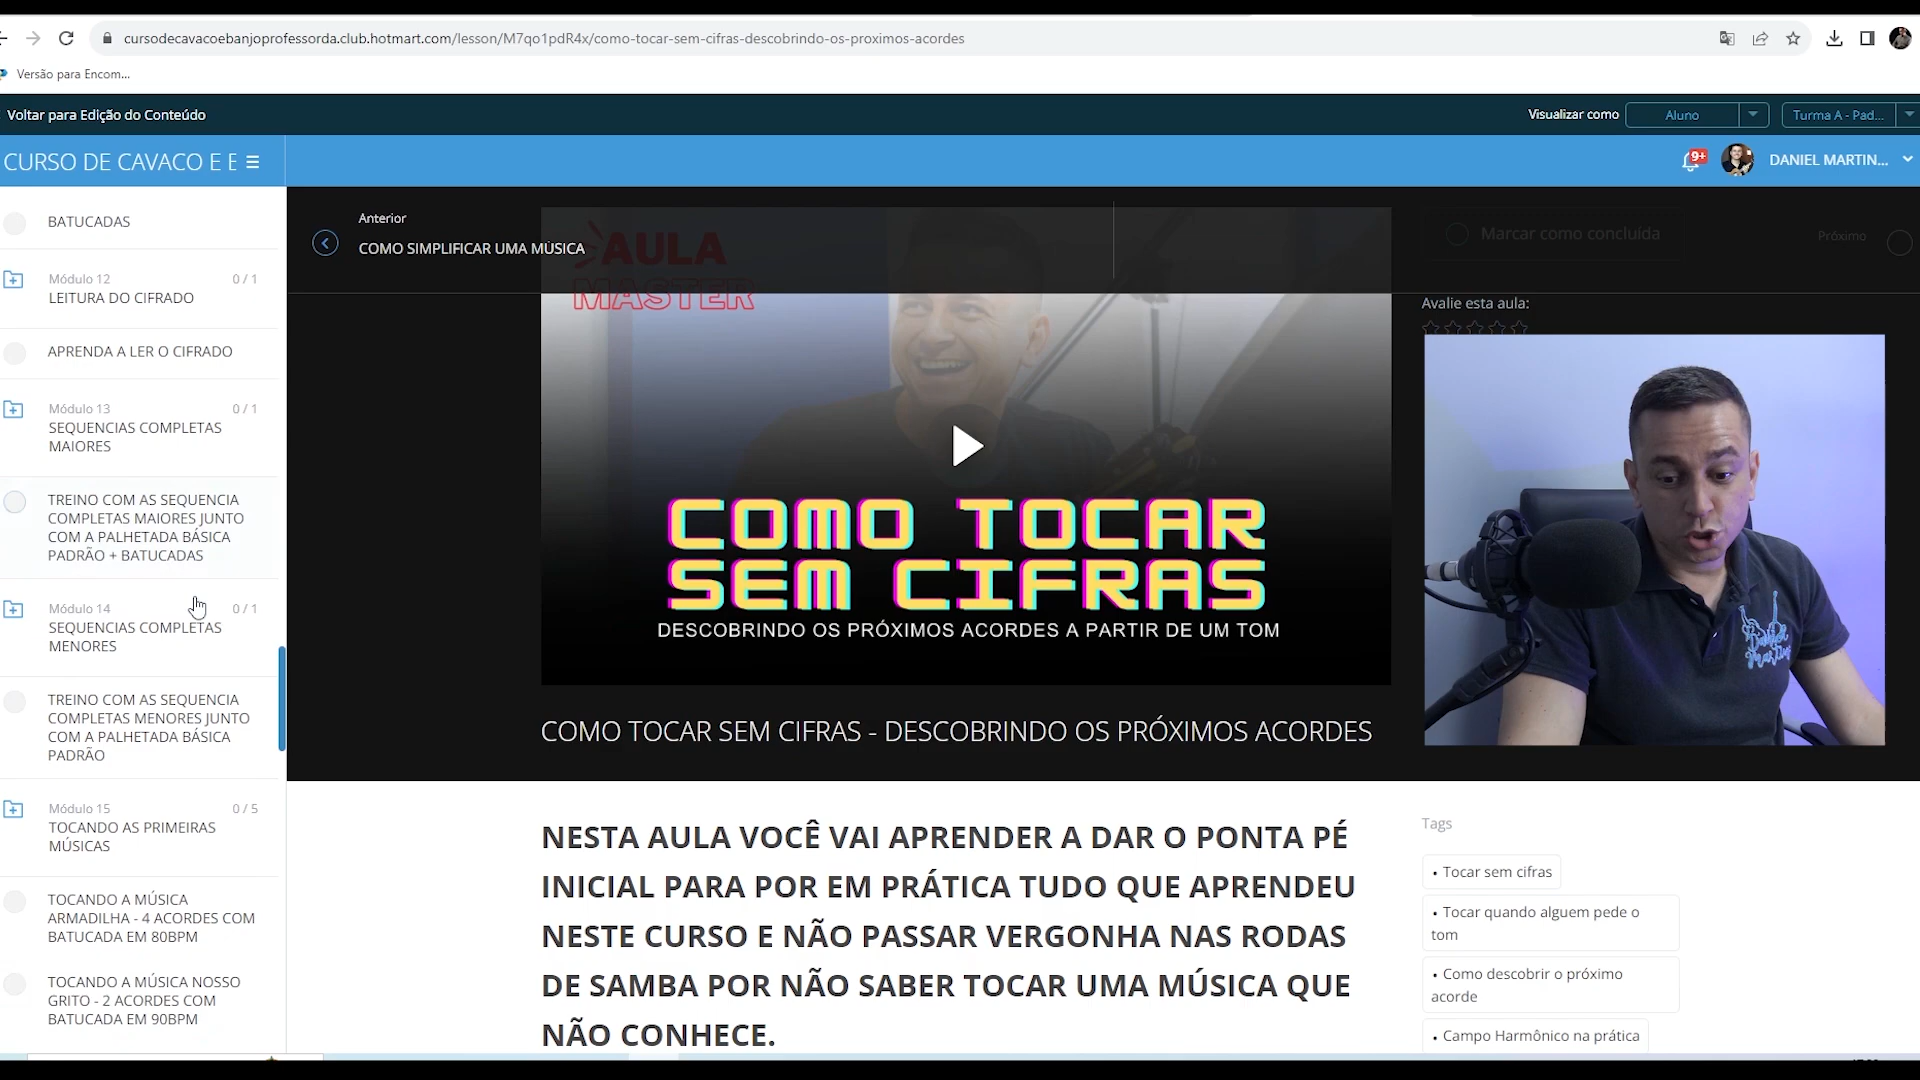 cursodecavacoebanjoprofessorda.club.hotmart.com/lesson/M7qo1pdR4x/como-tocar-sem-cifras-descobrindo-os-proximos-acordes
Versão para Encom...
Voltar para Edição do Conteúdo
Visualizar como
Aluno
Turma A - Pad...
CURSO DE CAVACO E E
9+
DANIEL MARTIN...
BATUCADAS
Módulo 12
0 / 1
LEITURA DO CIFRADO
APRENDA A LER O CIFRADO
Módulo 13
0 / 1
SEQUENCIAS COMPLETAS
MAIORES
TREINO COM AS SEQUENCIA
COMPLETAS MAIORES JUNTO
COM A PALHETADA BÁSICA
PADRÃO + BATUCADAS
Módulo 14
0 / 1
SEQUENCIAS COMPLETAS
MENORES
TREINO COM AS SEQUENCIA
COMPLETAS MENORES JUNTO
COM A PALHETADA BÁSICA
PADRÃO
Módulo 15
0 / 5
TOCANDO AS PRIMEIRAS
MÚSICAS
TOCANDO A MÚSICA
ARMADILHA - 4 ACORDES COM
BATUCADA EM 80BPM
TOCANDO A MÚSICA NOSSO
GRITO - 2 ACORDES COM
BATUCADA EM 90BPM
Anterior
COMO SIMPLIFICAR UMA MÚSICA
Marcar como concluída
Próximo
AULA
MASTER
COMO TOCAR
SEM CIFRAS
DESCOBRINDO OS PRÓXIMOS ACORDES A PARTIR DE UM TOM
Avalie esta aula:
Daniel
Martins
COMO TOCAR SEM CIFRAS - DESCOBRINDO OS PRÓXIMOS ACORDES
NESTA AULA VOCÊ VAI APRENDER A DAR O PONTA PÉ
INICIAL PARA POR EM PRÁTICA TUDO QUE APRENDEU
NESTE CURSO E NÃO PASSAR VERGONHA NAS RODAS
DE SAMBA POR NÃO SABER TOCAR UMA MÚSICA QUE
NÃO CONHECE.
Tags
• Tocar sem cifras
• Tocar quando alguem pede o
tom
• Como descobrir o próximo
acorde
• Campo Harmônico na prática